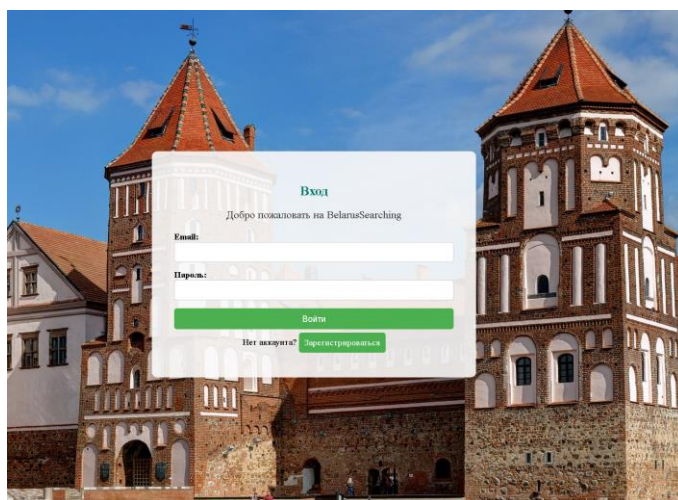 Вход
Добро пожаловать на BelarusSearching
Email:
Пароль:
Войти
Нет аккаунта? Зарегистрироваться